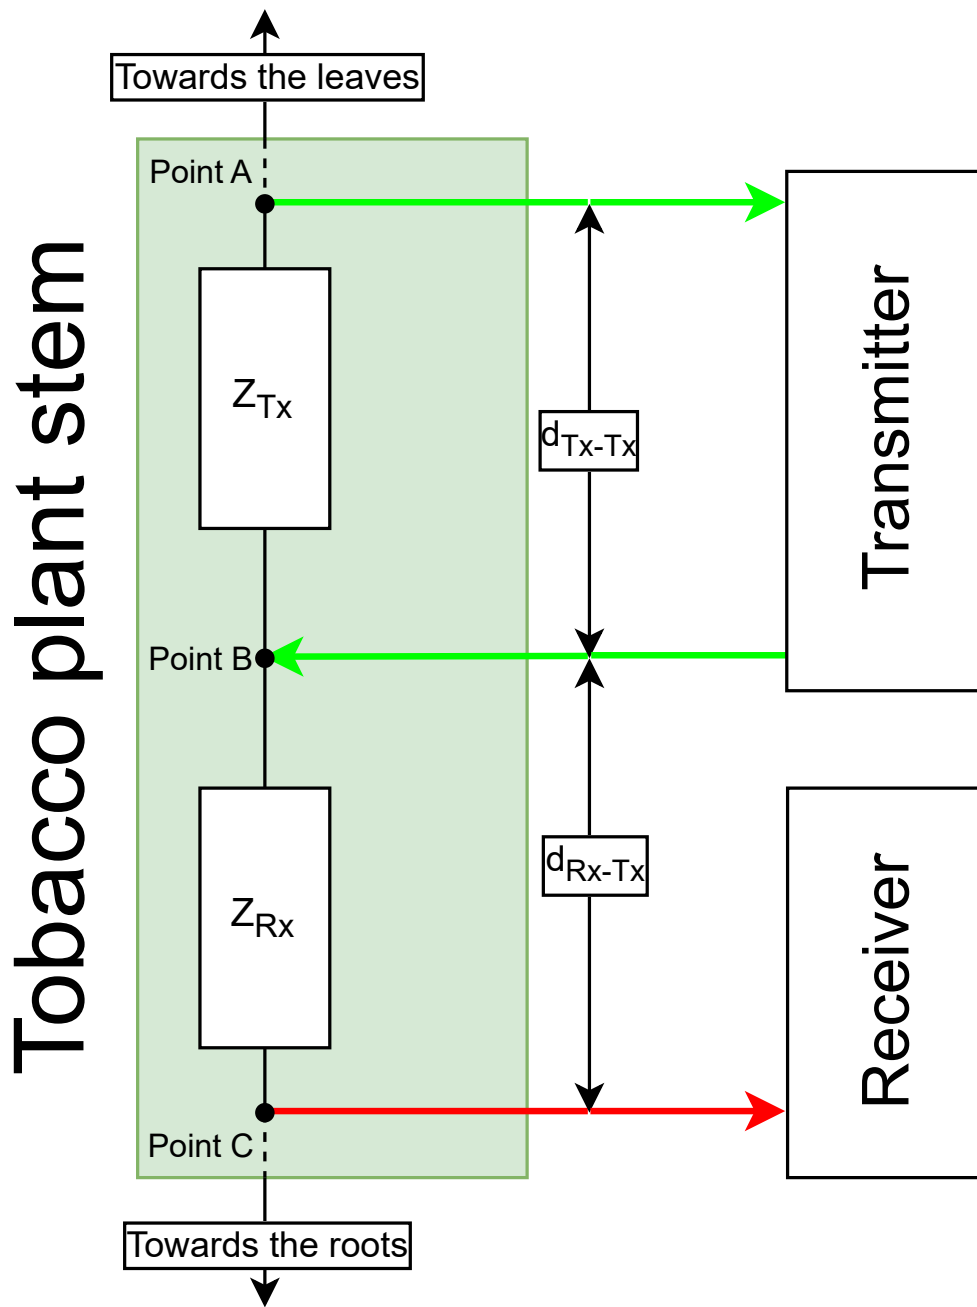 Towards the leaves
Point A
Tobacco plant stem
Z_Tx
d_Tx-Tx
Transmitter
Point B
Z_Rx
d_Rx-Tx
Receiver
Point C
Towards the roots